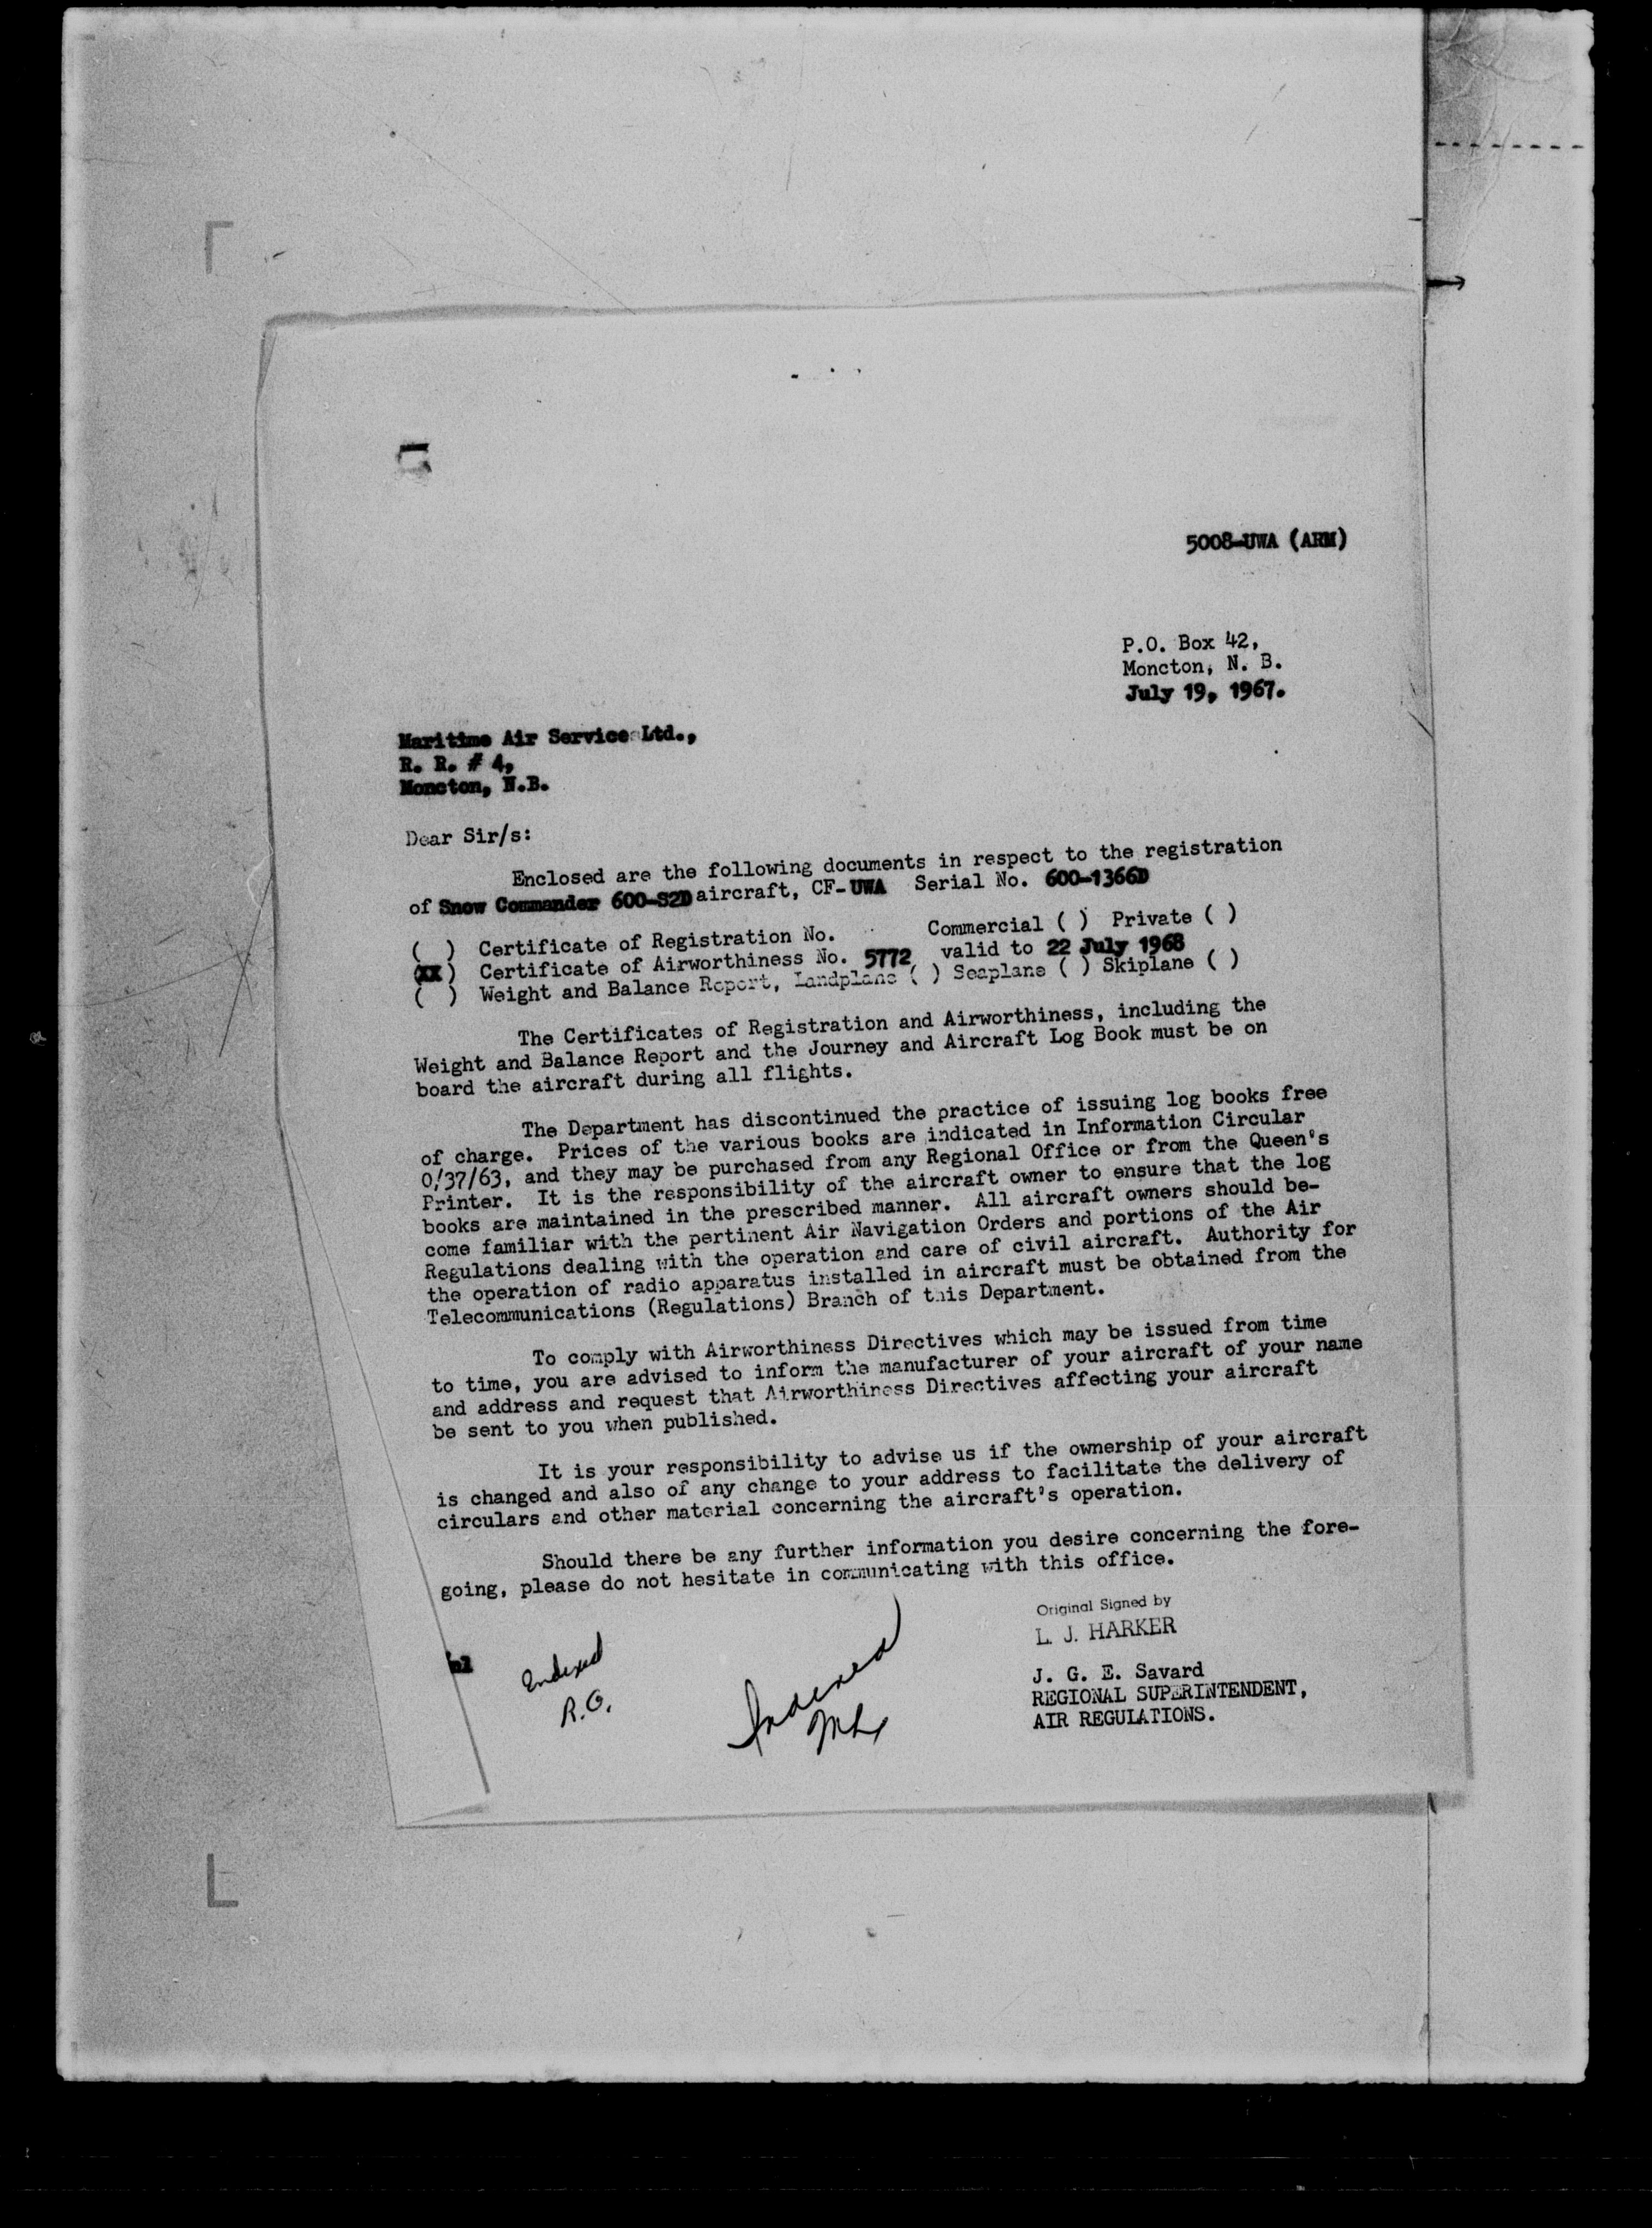 5008-UWA (ARM)
P.O. Box 42,
Moncton, N. B.
July 19, 1967.
Maritime Air Service Ltd.,
R. R. # 4,
Moncton, N.B.
Dear Sir/s:
Enclosed are the following documents in respect to the registration
of Snow Commander 600-S2D aircraft, CF-UWA Serial No. 600-1366D
( ) Certificate of Registration No. Commercial ( ) Private ( )
(XX) Certificate of Airworthiness No. 5772 valid to 22 July 1968
( ) Weight and Balance Report, Landplane ( ) Seaplane ( ) Skiplane ( )
The Certificates of Registration and Airworthiness, including the
Weight and Balance Report and the Journey and Aircraft Log Book must be on
board the aircraft during all flights.
The Department has discontinued the practice of issuing log books free
of charge. Prices of the various books are indicated in Information Circular
0/37/63, and they may be purchased from any Regional Office or from the Queen's
Printer. It is the responsibility of the aircraft owner to ensure that the log
books are maintained in the prescribed manner. All aircraft owners should be-
come familiar with the pertinent Air Navigation Orders and portions of the Air
Regulations dealing with the operation and care of civil aircraft. Authority for
the operation of radio apparatus installed in aircraft must be obtained from the
Telecommunications (Regulations) Branch of this Department.
To comply with Airworthiness Directives which may be issued from time
to time, you are advised to inform the manufacturer of your aircraft of your name
and address and request that Airworthiness Directives affecting your aircraft
be sent to you when published.
It is your responsibility to advise us if the ownership of your aircraft
is changed and also of any change to your address to facilitate the delivery of
circulars and other material concerning the aircraft's operation.
Should there be any further information you desire concerning the fore-
going, please do not hesitate in communicating with this office.
Original Signed by
L. J. HARKER
J. G. E. Savard
REGIONAL SUPERINTENDENT,
AIR REGULATIONS.
Indexed
R.G.
Indexed